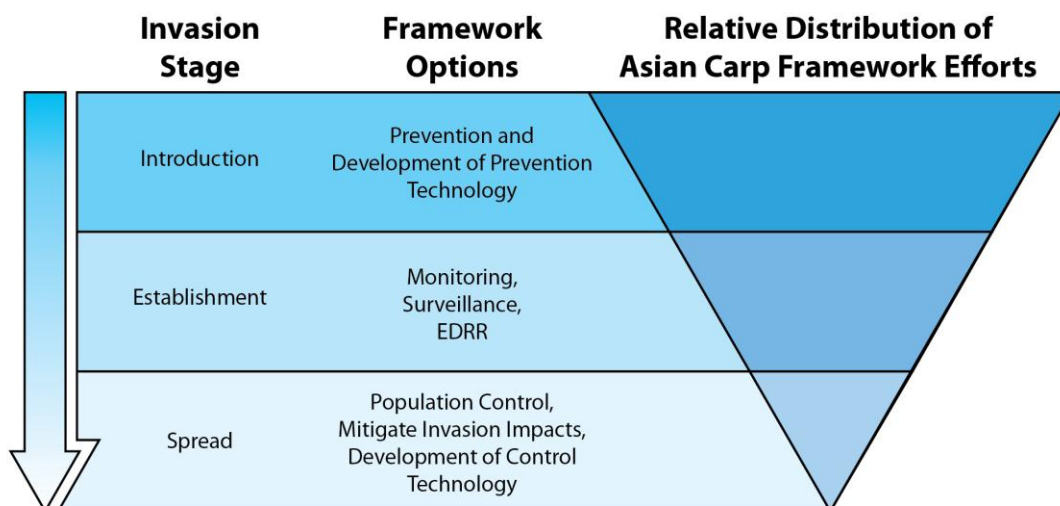 Invasion
Stage
Framework
Options
Relative Distribution of
Asian Carp Framework Efforts
Introduction
Prevention and
Development of Prevention
Technology
Establishment
Monitoring,
Surveillance,
EDRR
Spread
Population Control,
Mitigate Invasion Impacts,
Development of Control
Technology